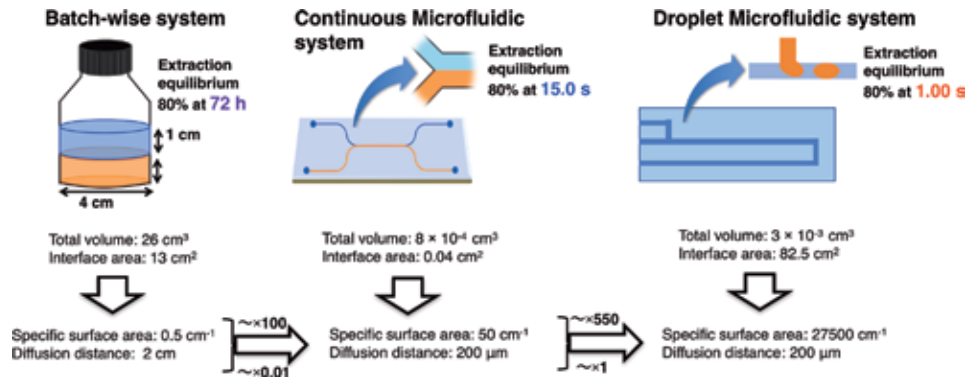 Batch-wise system
Extraction
equilibrium
80% at 72 h
1 cm
4 cm
Total volume: 26 cm³
Interface area: 13 cm²
Specific surface area: 0.5 cm⁻¹
Diffusion distance: 2 cm
~×100
~×0.01
Continuous Microfluidic
system
Extraction
equilibrium
80% at 15.0 s
Total volume: 8 × 10⁻⁴ cm³
Interface area: 0.04 cm²
Specific surface area: 50 cm⁻¹
Diffusion distance: 200 µm
~×550
~×1
Droplet Microfluidic system
Extraction
equilibrium
80% at 1.00 s
Total volume: 3 × 10⁻³ cm³
Interface area: 82.5 cm²
Specific surface area: 27500 cm⁻¹
Diffusion distance: 200 µm